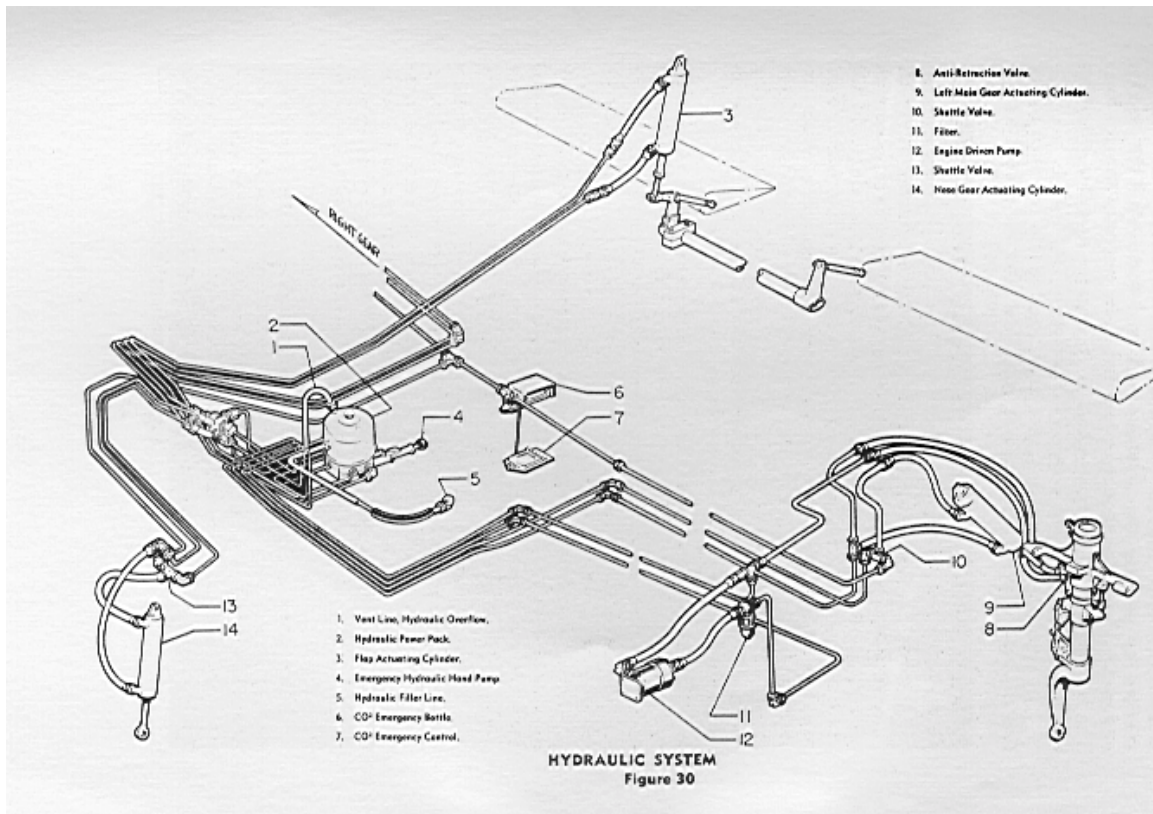 8. Anti-Retraction Valve.
9. Left Main Gear Actuating Cylinder.
10. Shuttle Valve.
11. Filter.
12. Engine Driven Pump.
13. Shuttle Valve.
14. Nose Gear Actuating Cylinder.
3
RIGHT GEAR
2
1
6
4
7
5
10
13
9
14
8
1. Vent Line, Hydraulic Overflow.
2. Hydraulic Power Pack.
3. Flap Actuating Cylinder.
4. Emergency Hydraulic Hand Pump.
5. Hydraulic Filler Line.
6. CO² Emergency Bottle.
7. CO² Emergency Control.
11
12
HYDRAULIC SYSTEM
Figure 30